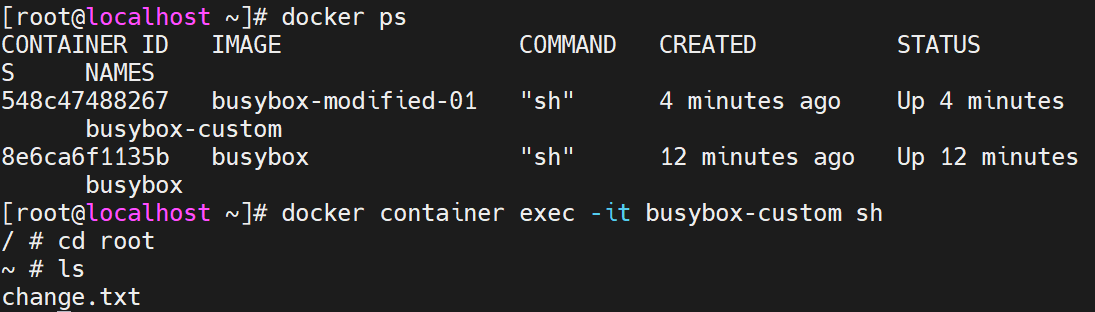 [root@localhost ~]# docker ps
CONTAINER ID   IMAGE                 COMMAND   CREATED          STATUS
S     NAMES
548c47488267   busybox-modified-01   "sh"      4 minutes ago    Up 4 minutes
      busybox-custom
8e6ca6f1135b   busybox               "sh"      12 minutes ago   Up 12 minutes
      busybox
[root@localhost ~]# docker container exec -it busybox-custom sh
/ # cd root
~ # ls
change.txt